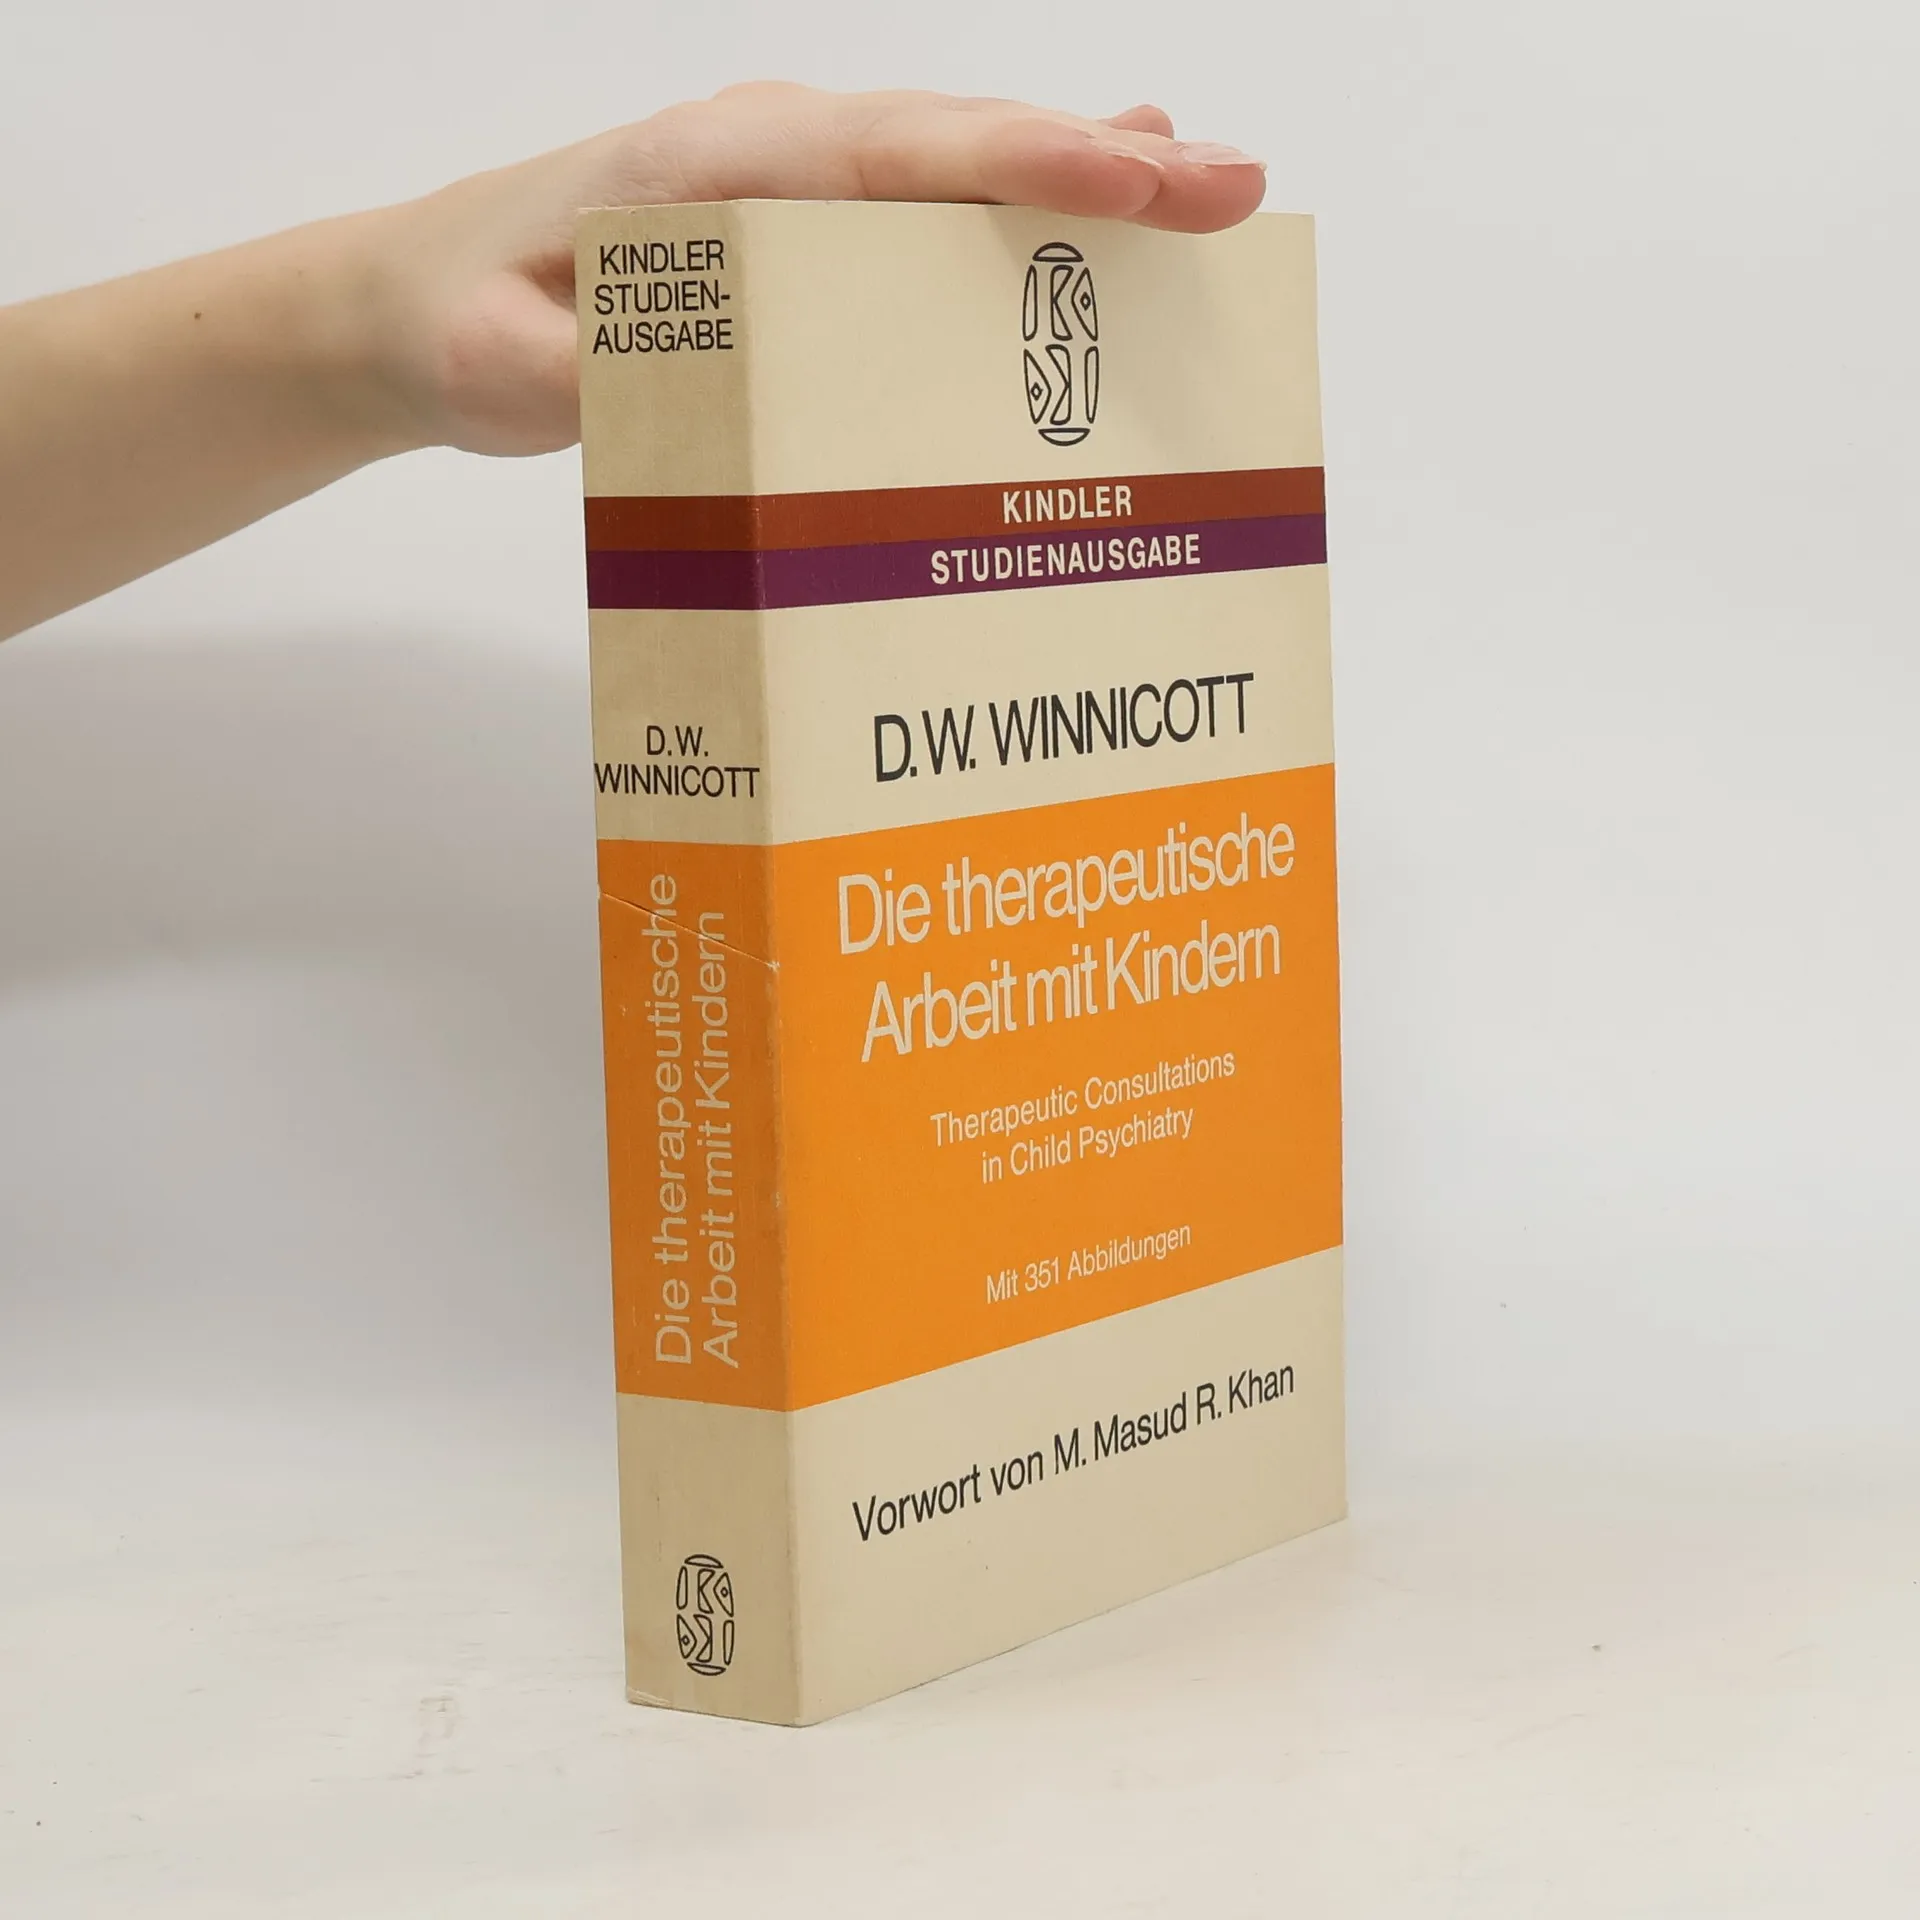 KINDLER
STUDIEN-
AUSGABE
D.W.
WINNICOTT
Die therapeutische
Arbeit mit Kindern
KINDLER
STUDIENAUSGABE
D.W. WINNICOTT
Die therapeutische
Arbeit mit Kindern
Therapeutic Consultations
in Child Psychiatry
Mit 351 Abbildungen
Vorwort von M. Masud R. Khan